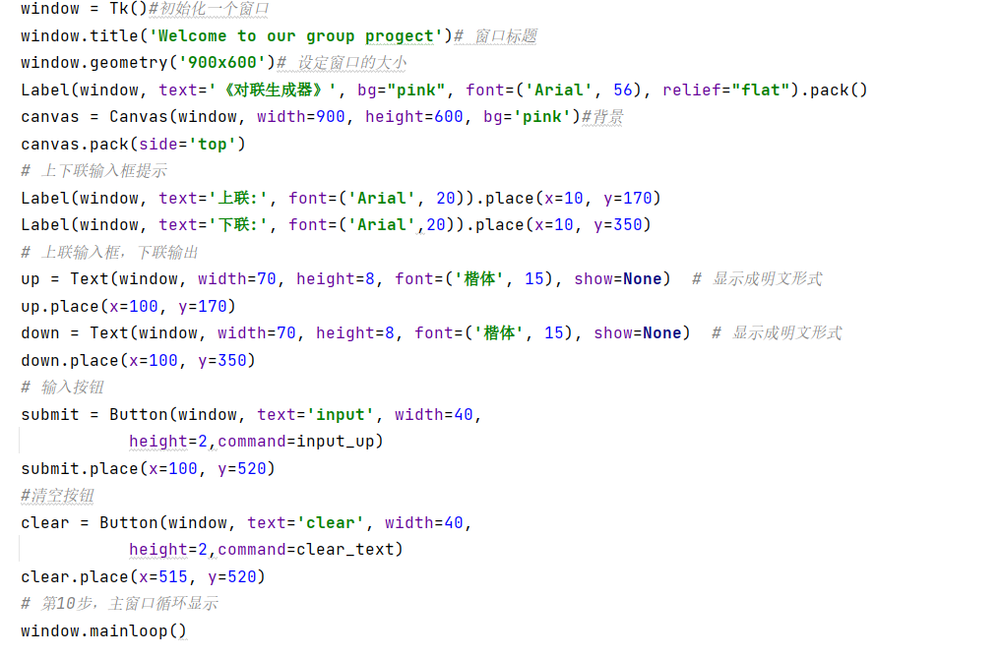 window = Tk()#初始化一个窗口
window.title('Welcome to our group progect')# 窗口标题
window.geometry('900x600')# 设定窗口的大小
Label(window, text='《对联生成器》', bg="pink", font=('Arial', 56), relief="flat").pack()
canvas = Canvas(window, width=900, height=600, bg='pink')#背景
canvas.pack(side='top')
# 上下联输入框提示
Label(window, text='上联:', font=('Arial', 20)).place(x=10, y=170)
Label(window, text='下联:', font=('Arial',20)).place(x=10, y=350)
# 上联输入框，下联输出
up = Text(window, width=70, height=8, font=('楷体', 15), show=None)  # 显示成明文形式
up.place(x=100, y=170)
down = Text(window, width=70, height=8, font=('楷体', 15), show=None)  # 显示成明文形式
down.place(x=100, y=350)
# 输入按钮
submit = Button(window, text='input', width=40,
           height=2,command=input_up)
submit.place(x=100, y=520)
#清空按钮
clear = Button(window, text='clear', width=40,
           height=2,command=clear_text)
clear.place(x=515, y=520)
# 第10步，主窗口循环显示
window.mainloop()